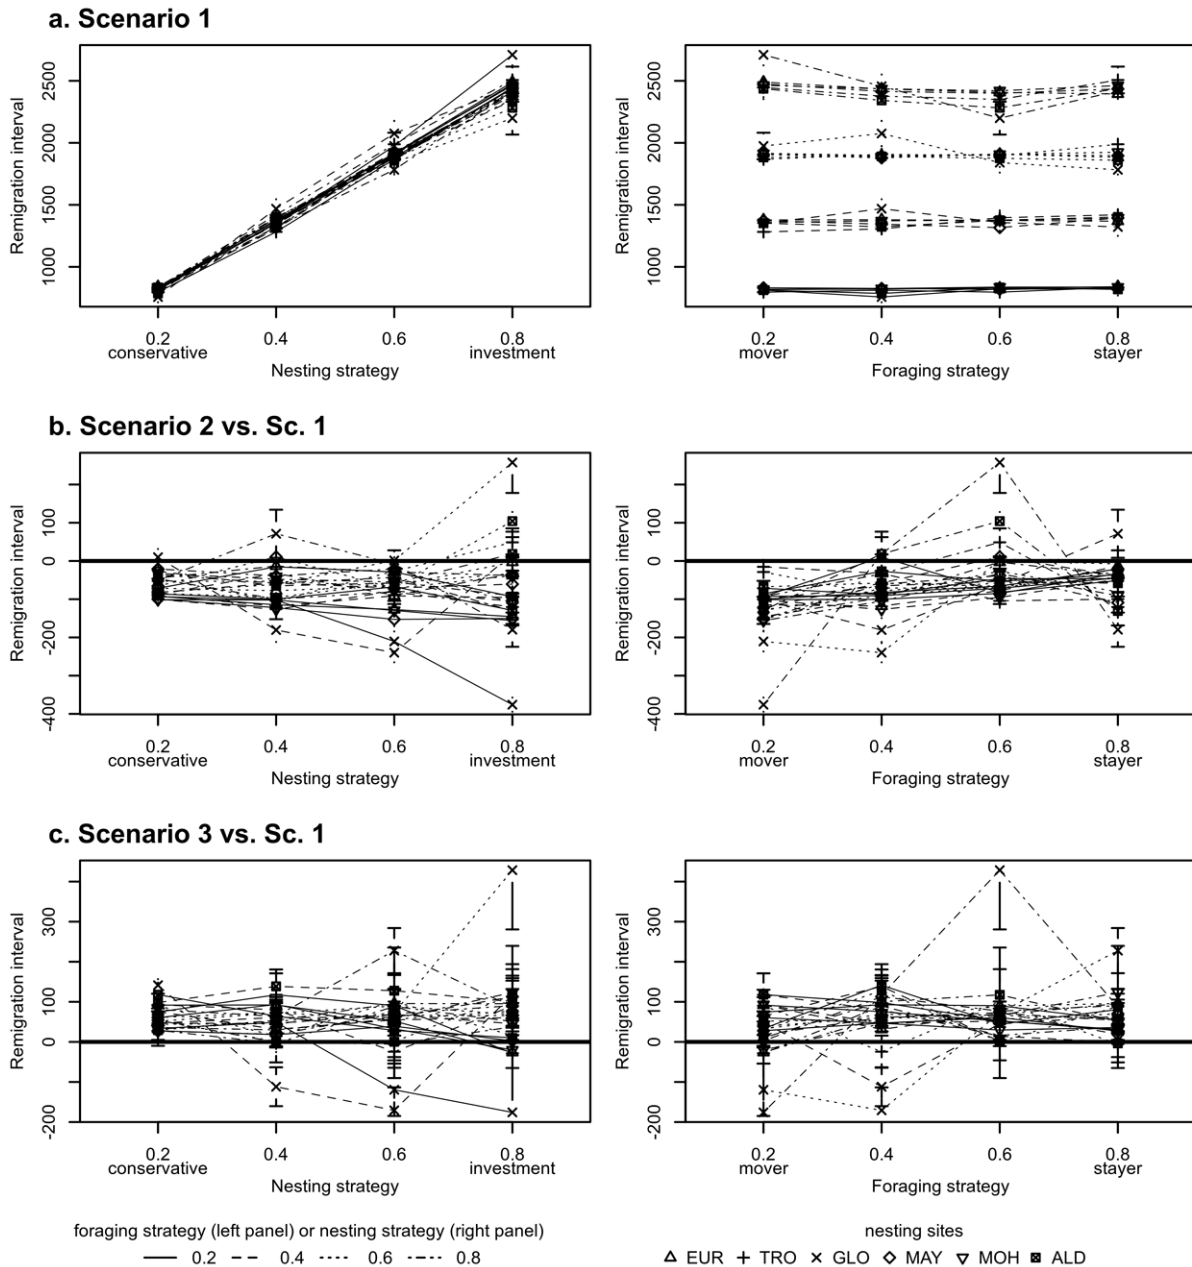 a. Scenario 1
Remigration interval
1000 1500 2000 2500
0.2 0.4 0.6 0.8
conservative investment
Nesting strategy
Remigration interval
1000 1500 2000 2500
0.2 0.4 0.6 0.8
mover stayer
Foraging strategy
b. Scenario 2 vs. Sc. 1
Remigration interval
-400 -200 0 100
0.2 0.4 0.6 0.8
conservative investment
Nesting strategy
Remigration interval
-400 -200 0 100
0.2 0.4 0.6 0.8
mover stayer
Foraging strategy
c. Scenario 3 vs. Sc. 1
Remigration interval
-200 0 100 300
0.2 0.4 0.6 0.8
conservative investment
Nesting strategy
Remigration interval
-200 0 100 300
0.2 0.4 0.6 0.8
mover stayer
Foraging strategy
foraging strategy (left panel) or nesting strategy (right panel)
0.2 0.4 0.6 0.8
nesting sites
EUR TRO GLO MAY MOH ALD